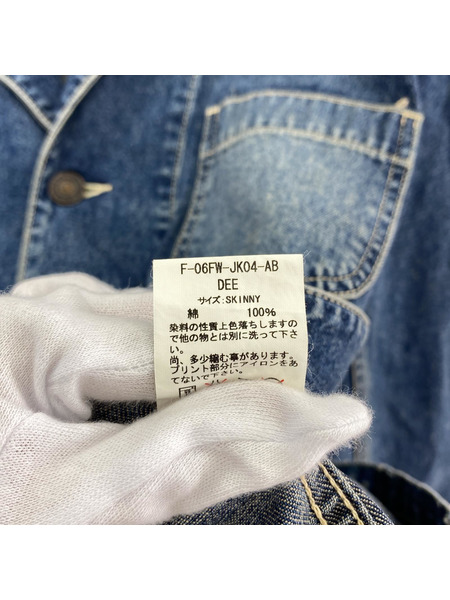 F-06FW-JK04-AB
DEE
サイズ:SKINNY
綿 100%
染料の性質上色落ちしますの
で他の物とは別に洗って下さ
い。
尚、多少縮む事があります。
プリント部分にアイロンをあ
てないで下さい。